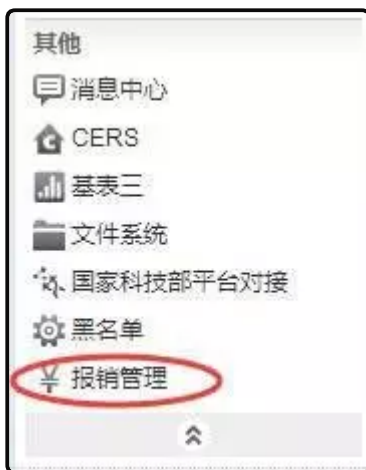 其他
消息中心
CERS
基表三
文件系统
国家科技部平台对接
黑名单
¥ 报销管理